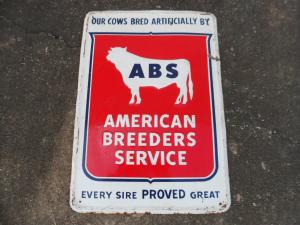 OUR COWS BRED ARTIFICIALLY BY
ABS
AMERICAN
BREEDERS
SERVICE
EVERY SIRE PROVED GREAT